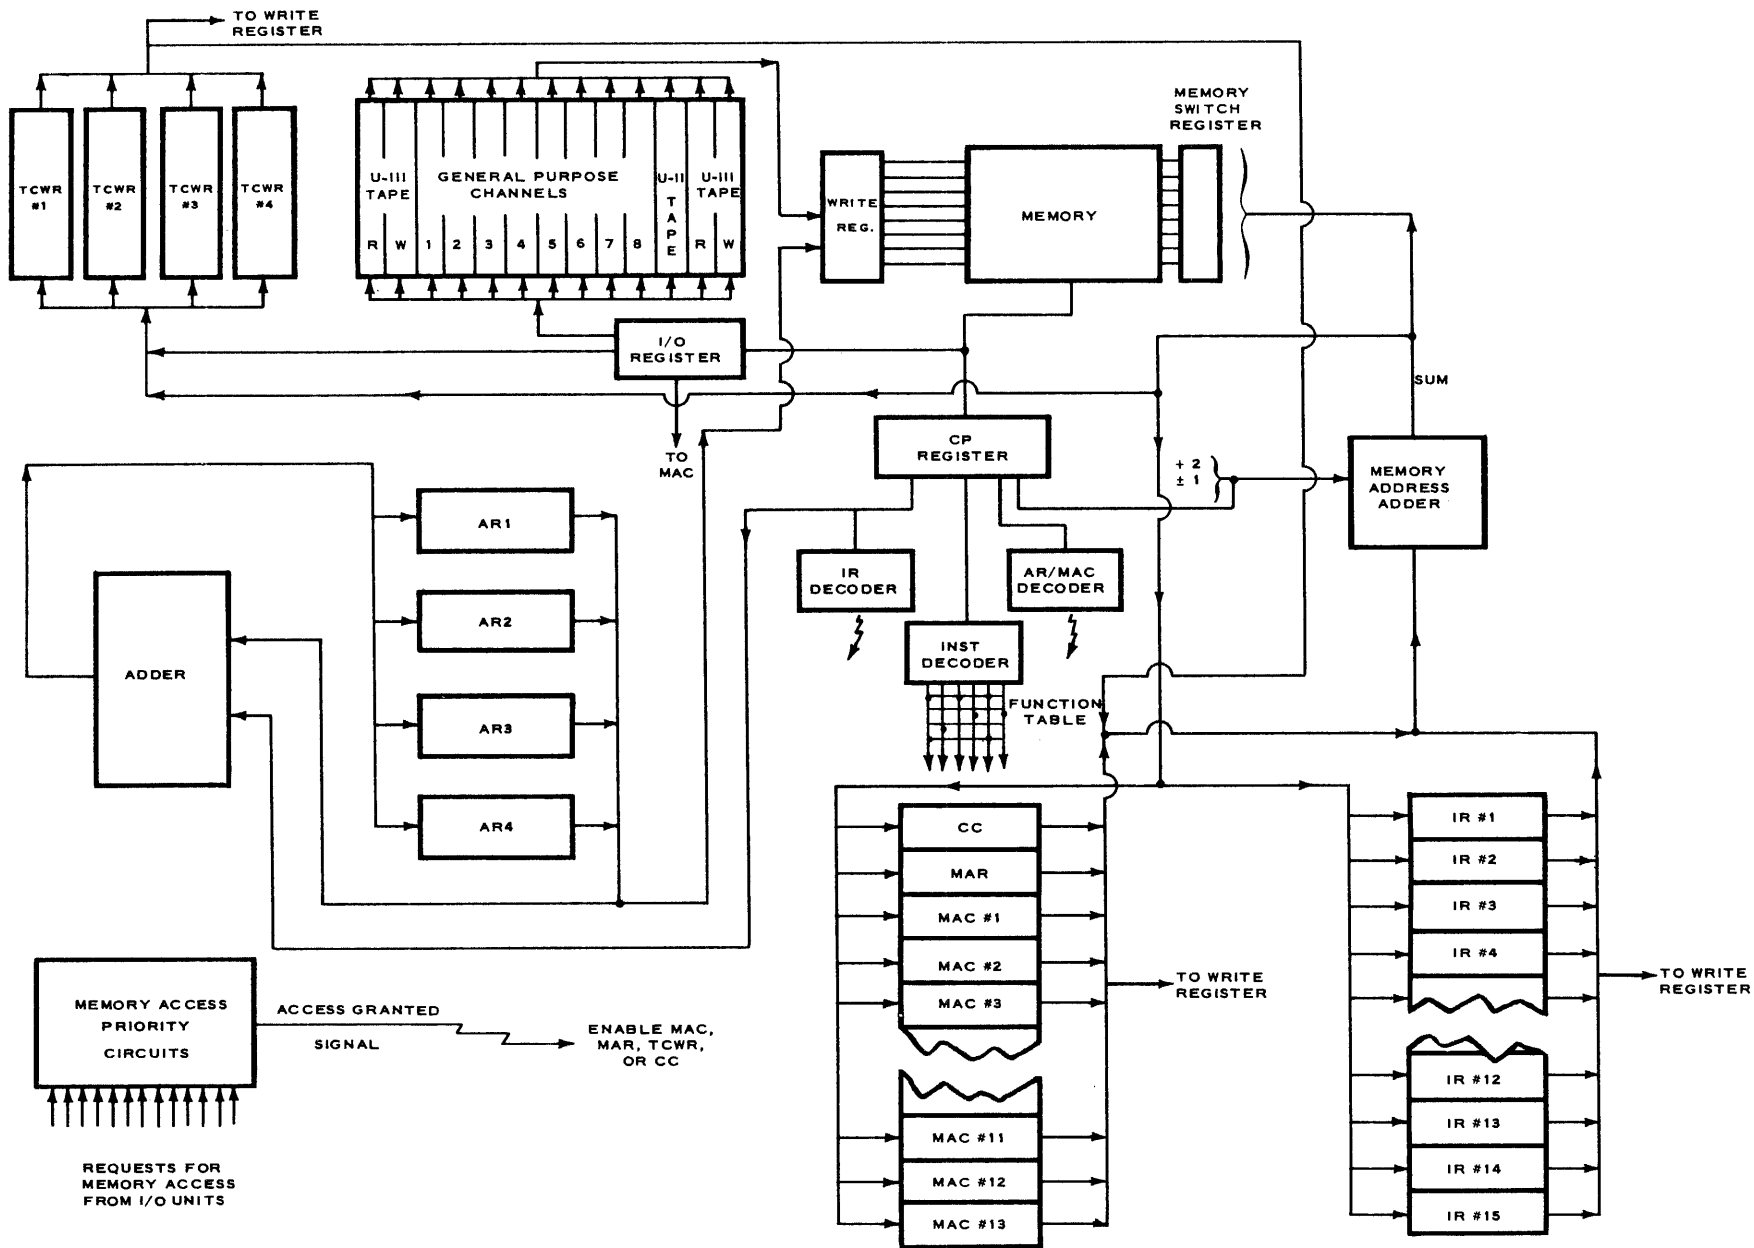 TO WRITE
REGISTER
TCWR
#1
TCWR
#2
TCWR
#3
TCWR
#4
U-III
TAPE
R
W
GENERAL PURPOSE
CHANNELS
1
2
3
4
5
6
7
8
U-II
T
A
P
E
U-III
TAPE
R
W
WRITE
REG.
MEMORY
MEMORY
SWITCH
REGISTER
I/O
REGISTER
TO
MAC
CP
REGISTER
SUM
+ 2
± 1
MEMORY
ADDRESS
ADDER
IR
DECODER
AR/MAC
DECODER
INST
DECODER
FUNCTION
TABLE
ADDER
AR1
AR2
AR3
AR4
CC
MAR
MAC #1
MAC #2
MAC #3
MAC #11
MAC #12
MAC #13
TO WRITE
REGISTER
IR #1
IR #2
IR #3
IR #4
IR #12
IR #13
IR #14
IR #15
TO WRITE
REGISTER
MEMORY ACCESS
PRIORITY
CIRCUITS
ACCESS GRANTED
SIGNAL
ENABLE MAC,
MAR, TCWR,
OR CC
REQUESTS FOR
MEMORY ACCESS
FROM I/O UNITS